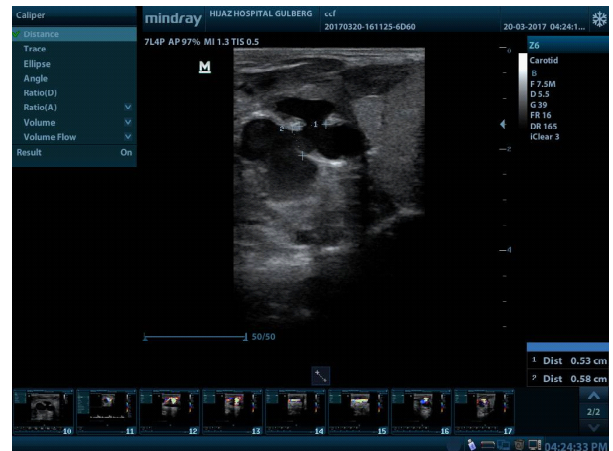 Caliper
mindray
HIJAZ HOSPITAL GULBERG
ccf
20170320-161125-6D60
20-03-2017 04:24:1...
7L4P AP 97% MI 1.3 TIS 0.5
M
Distance
Trace
Ellipse
Angle
Ratio(D)
Ratio(A)
Volume
Volume Flow
Result On
Z6
Carotid
B
F 7.5M
D 5.5
G 39
FR 16
DR 165
iClear 3
0
2
4
1
2
50/50
1 Dist 0.53 cm
2 Dist 0.58 cm
10
11
12
13
14
15
16
17
2/2
04:24:33 PM